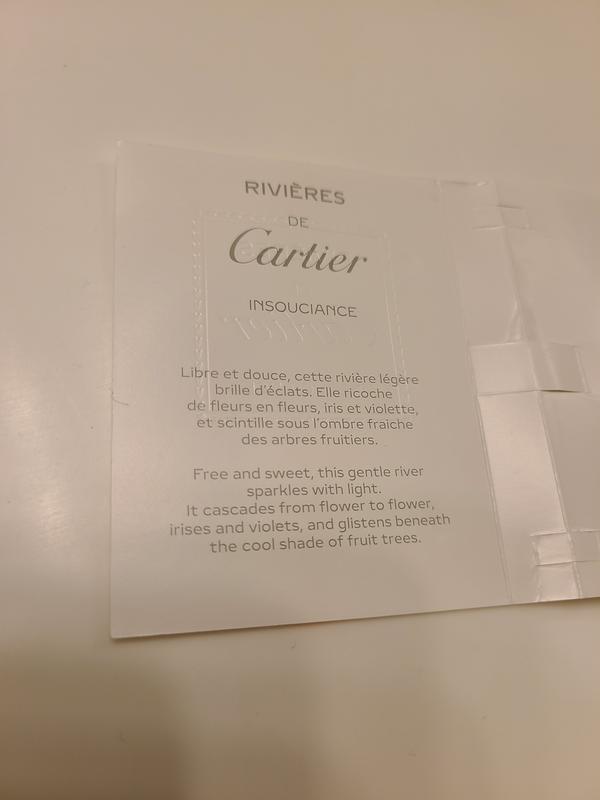 RIVIÈRES
DE
Cartier
INSOUCIANCE
Libre et douce, cette rivière légère
brille d'éclats. Elle ricoche
de fleurs en fleurs, iris et violette,
et scintille sous l'ombre fraiche
des arbres fruitiers.
Free and sweet, this gentle river
sparkles with light.
It cascades from flower to flower,
irises and violets, and glistens beneath
the cool shade of fruit trees.